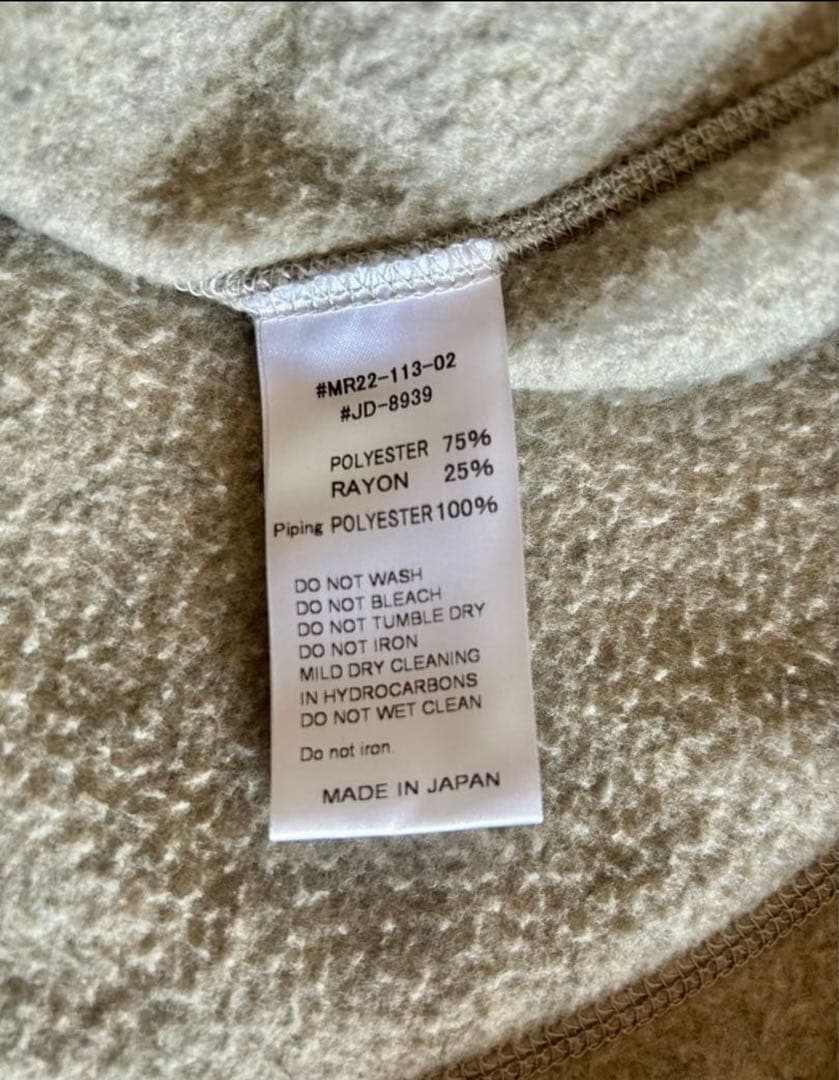 #MR22-113-02
#JD-8939
POLYESTER 75%
RAYON 25%
Piping POLYESTER 100%
DO NOT WASH
DO NOT BLEACH
DO NOT TUMBLE DRY
DO NOT IRON
MILD DRY CLEANING
IN HYDROCARBONS
DO NOT WET CLEAN
Do not iron
MADE IN JAPAN